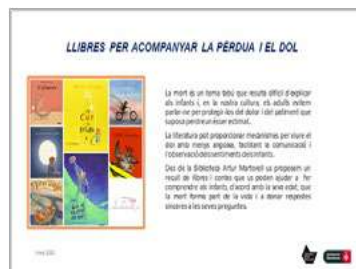 LLIBRES PER ACOMPANYAR LA PÈRDUA I EL DOL
La mort és un tema tabú que resulta difícil d'explicar
als infants i, en la nostra cultura, els adults evitem
parlar-ne per protegir-los del dolor i del patiment que
suposa perdre un ésser estimat.
La literatura pot proporcionar mecanismes per viure el
dol amb menys angoixa, facilitant la comunicació i
l'observació dels sentiments dels infants.
Des de la Biblioteca Artur Martorell us proposem un
recull de llibres i contes que us poden ajudar a fer
comprendre als infants, d'acord amb la seva edat, que
la mort forma part de la vida i a donar respostes
sinceres a les seves preguntes.